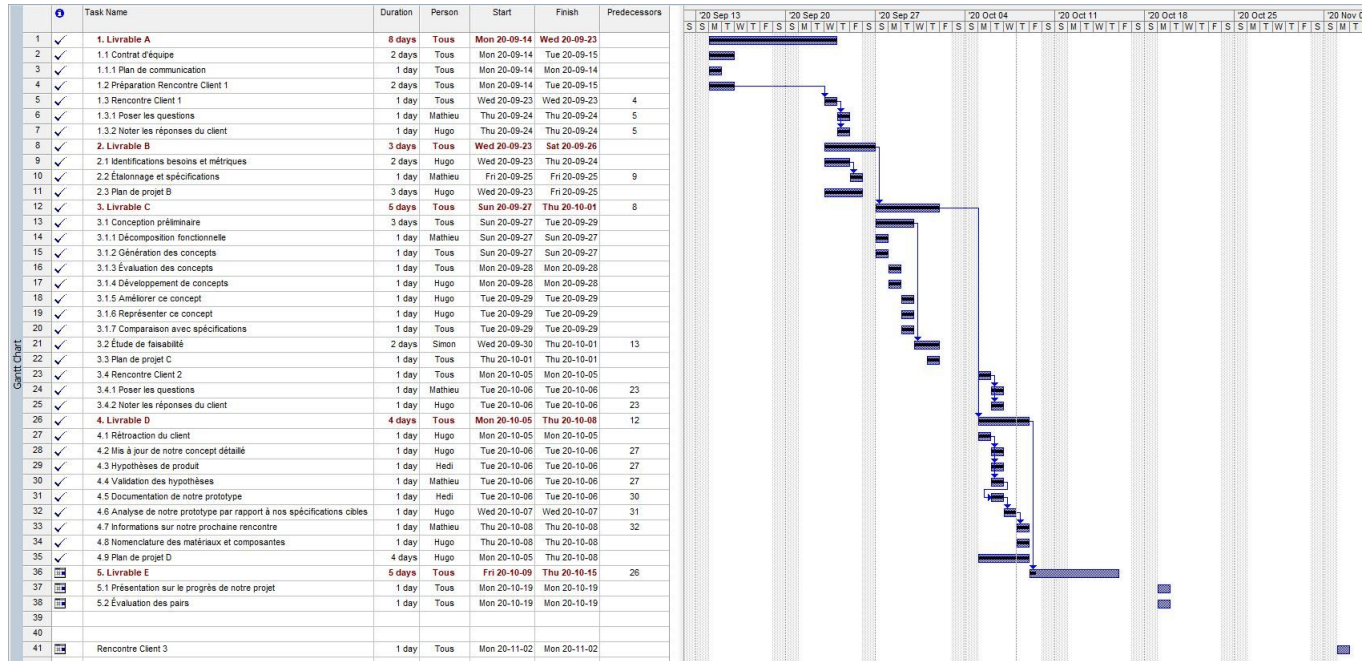 Task Name Duration Person Start Finish Predecessors '20 Sep 13 '20 Sep 20 '20 Sep 27 '20 Oct 04 '20 Oct 11 '20 Oct 18 '20 Oct 25 '20 Nov
S S M T W T F S S M T W T F S S M T W T F S S M T W T F S S M T W T F S S M T W T F S S M T W T F S S M T
1 1. Livrable A 8 days Tous Mon 20-09-14 Wed 20-09-23
2 1.1 Contrat d'équipe 2 days Tous Mon 20-09-14 Tue 20-09-15
3 1.1.1 Plan de communication 1 day Tous Mon 20-09-14 Mon 20-09-14
4 1.2 Préparation Rencontre Client 1 2 days Tous Mon 20-09-14 Tue 20-09-15
5 1.3 Rencontre Client 1 1 day Tous Wed 20-09-23 Wed 20-09-23 4
6 1.3.1 Poser les questions 1 day Mathieu Thu 20-09-24 Thu 20-09-24 5
7 1.3.2 Noter les réponses du client 1 day Hugo Thu 20-09-24 Thu 20-09-24 5
8 2. Livrable B 3 days Tous Wed 20-09-23 Sat 20-09-26
9 2.1 Identifications besoins et métriques 2 days Hugo Wed 20-09-23 Thu 20-09-24
10 2.2 Étalonnage et spécifications 1 day Mathieu Fri 20-09-25 Fri 20-09-25 9
11 2.3 Plan de projet B 3 days Hugo Wed 20-09-23 Fri 20-09-25
12 3. Livrable C 5 days Tous Sun 20-09-27 Thu 20-10-01 8
13 3.1 Conception préliminaire 3 days Tous Sun 20-09-27 Tue 20-09-29
14 3.1.1 Décomposition fonctionnelle 1 day Mathieu Sun 20-09-27 Sun 20-09-27
15 3.1.2 Génération des concepts 1 day Tous Sun 20-09-27 Sun 20-09-27
16 3.1.3 Évaluation des concepts 1 day Tous Mon 20-09-28 Mon 20-09-28
17 3.1.4 Développement de concepts 1 day Hugo Mon 20-09-28 Mon 20-09-28
18 3.1.5 Améliorer ce concept 1 day Hugo Tue 20-09-29 Tue 20-09-29
19 3.1.6 Représenter ce concept 1 day Hugo Tue 20-09-29 Tue 20-09-29
20 3.1.7 Comparaison avec spécifications 1 day Tous Tue 20-09-29 Tue 20-09-29
21 3.2 Étude de faisabilité 2 days Simon Wed 20-09-30 Thu 20-10-01 13
22 3.3 Plan de projet C 1 day Tous Thu 20-10-01 Thu 20-10-01
23 3.4 Rencontre Client 2 1 day Tous Mon 20-10-05 Mon 20-10-05
24 3.4.1 Poser les questions 1 day Mathieu Tue 20-10-06 Tue 20-10-06 23
25 3.4.2 Noter les réponses du client 1 day Hugo Tue 20-10-06 Tue 20-10-06 23
26 4. Livrable D 4 days Tous Mon 20-10-05 Thu 20-10-08 12
27 4.1 Rétroaction du client 1 day Hugo Mon 20-10-05 Mon 20-10-05
28 4.2 Mis à jour de notre concept détaillé 1 day Hugo Tue 20-10-06 Tue 20-10-06 27
29 4.3 Hypothèses de produit 1 day Hedi Tue 20-10-06 Tue 20-10-06 27
30 4.4 Validation des hypothèses 1 day Mathieu Tue 20-10-06 Tue 20-10-06 27
31 4.5 Documentation de notre prototype 1 day Hedi Tue 20-10-06 Tue 20-10-06 30
32 4.6 Analyse de notre prototype par rapport à nos spécifications cibles 1 day Hugo Wed 20-10-07 Wed 20-10-07 31
33 4.7 Informations sur notre prochaine rencontre 1 day Mathieu Thu 20-10-08 Thu 20-10-08 32
34 4.8 Nomenclature des matériaux et composantes 1 day Hugo Thu 20-10-08 Thu 20-10-08
35 4.9 Plan de projet D 4 days Hugo Mon 20-10-05 Thu 20-10-08
36 5. Livrable E 5 days Tous Fri 20-10-09 Thu 20-10-15 26
37 5.1 Présentation sur le progrès de notre projet 1 day Tous Mon 20-10-19 Mon 20-10-19
38 5.2 Évaluation des pairs 1 day Tous Mon 20-10-19 Mon 20-10-19
39
40
41 Rencontre Client 3 1 day Tous Mon 20-11-02 Mon 20-11-02
Gantt Chart